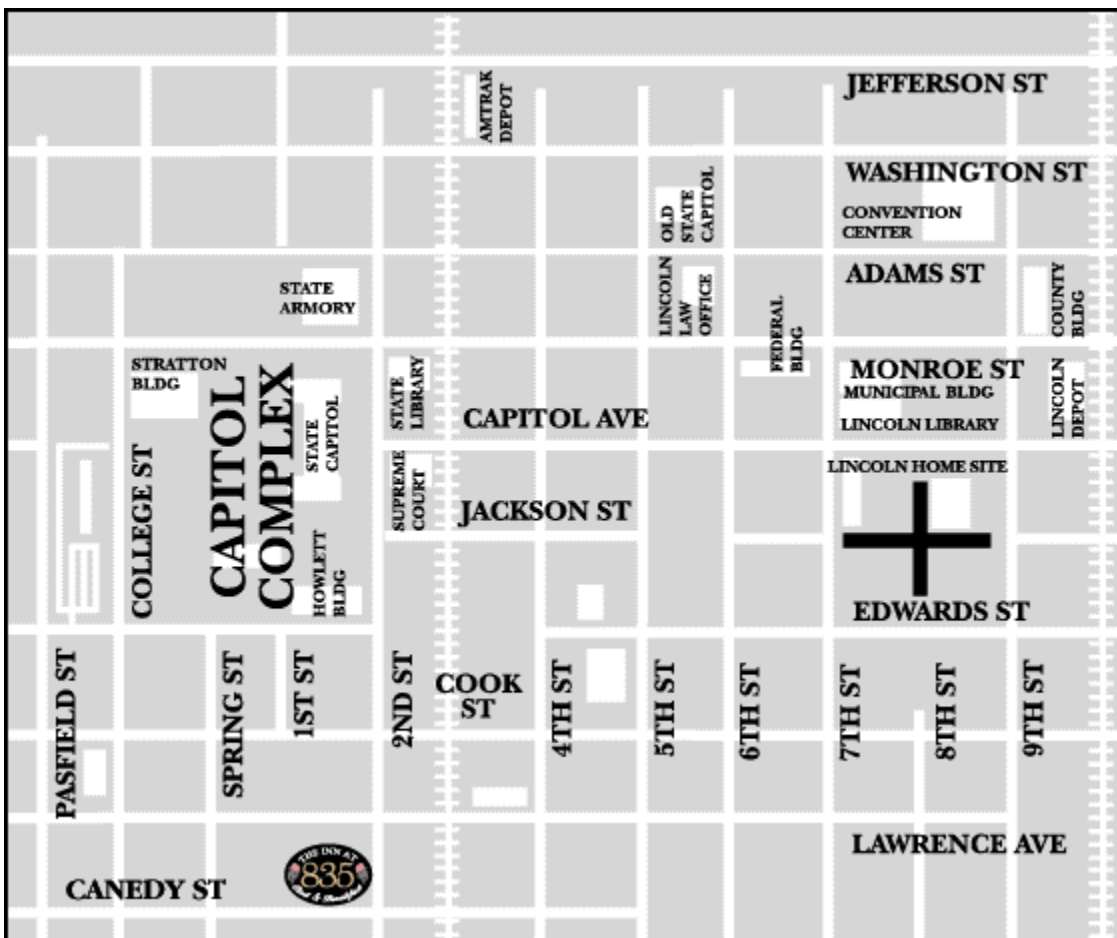 JEFFERSON ST
AMTRAK
DEPOT
WASHINGTON ST
OLD
STATE
CAPITOL
CONVENTION
CENTER
ADAMS ST
STATE
ARMORY
LINCOLN
LAW
OFFICE
FEDERAL
BLDG
COUNTY
BLDG
STRATTON
BLDG
CAPITOL
COMPLEX
STATE
CAPITOL
STATE
LIBRARY
CAPITOL AVE
MONROE ST
MUNICIPAL BLDG
LINCOLN LIBRARY
LINCOLN
DEPOT
COLLEGE ST
SUPREME
COURT
JACKSON ST
LINCOLN HOME SITE
HOWLETT
BLDG
EDWARDS ST
PASFIELD ST
SPRING ST
1ST ST
2ND ST
COOK
ST
4TH ST
5TH ST
6TH ST
7TH ST
8TH ST
9TH ST
LAWRENCE AVE
CANEDY ST
THE INN AT
835
Bed & Breakfast